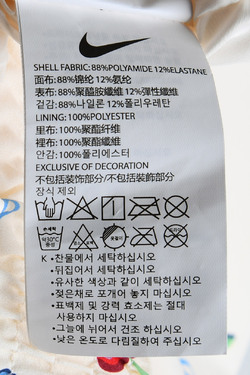 SHELL FABRIC: 88%POLYAMIDE 12%ELASTANE
面布: 88%锦纶 12%氨纶
表布: 88%聚醯胺纖維 12%彈性纖維
겉감: 88%나일론 12%폴리우레탄
LINING: 100%POLYESTER
里布: 100%聚酯纤维
裡布: 100%聚酯纖維
안감: 100%폴리에스터
EXCLUSIVE OF DECORATION
不包括装饰部分/不包括裝飾部分/
장식 제외
약30℃
중성
K • 찬물에서 세탁하십시오
• 뒤집어서 세탁하십시오
• 유사한 색상과 같이 세탁하십시오
• 젖은채로 포개어 놓지 마십시오
• 표백제 및 강력 효소제는 절대
사용하지 마십시오
• 그늘에 뉘어서 건조 하십시오
• 낮은 온도로 다림질하여 주십시오